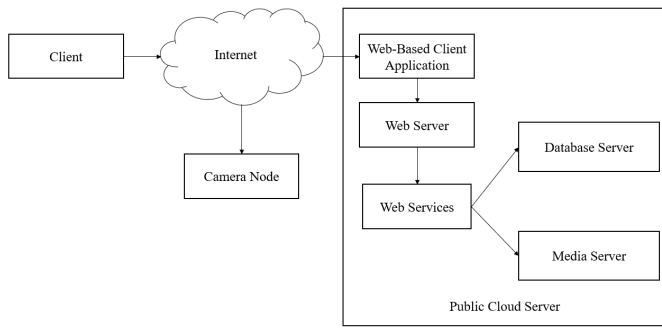 Client
Internet
Camera Node
Web-Based Client
Application
Web Server
Web Services
Database Server
Media Server
Public Cloud Server